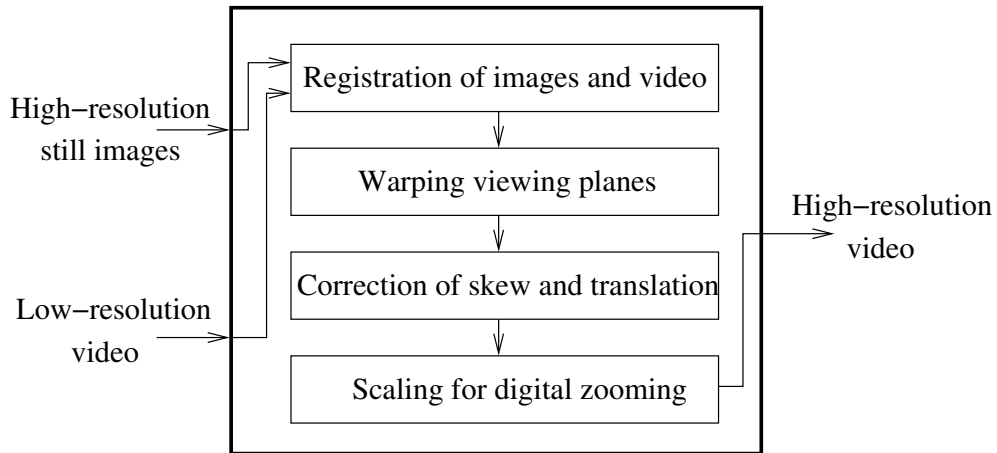 High−resolution
still images
Low−resolution
video
Registration of images and video
Warping viewing planes
Correction of skew and translation
Scaling for digital zooming
High−resolution
video